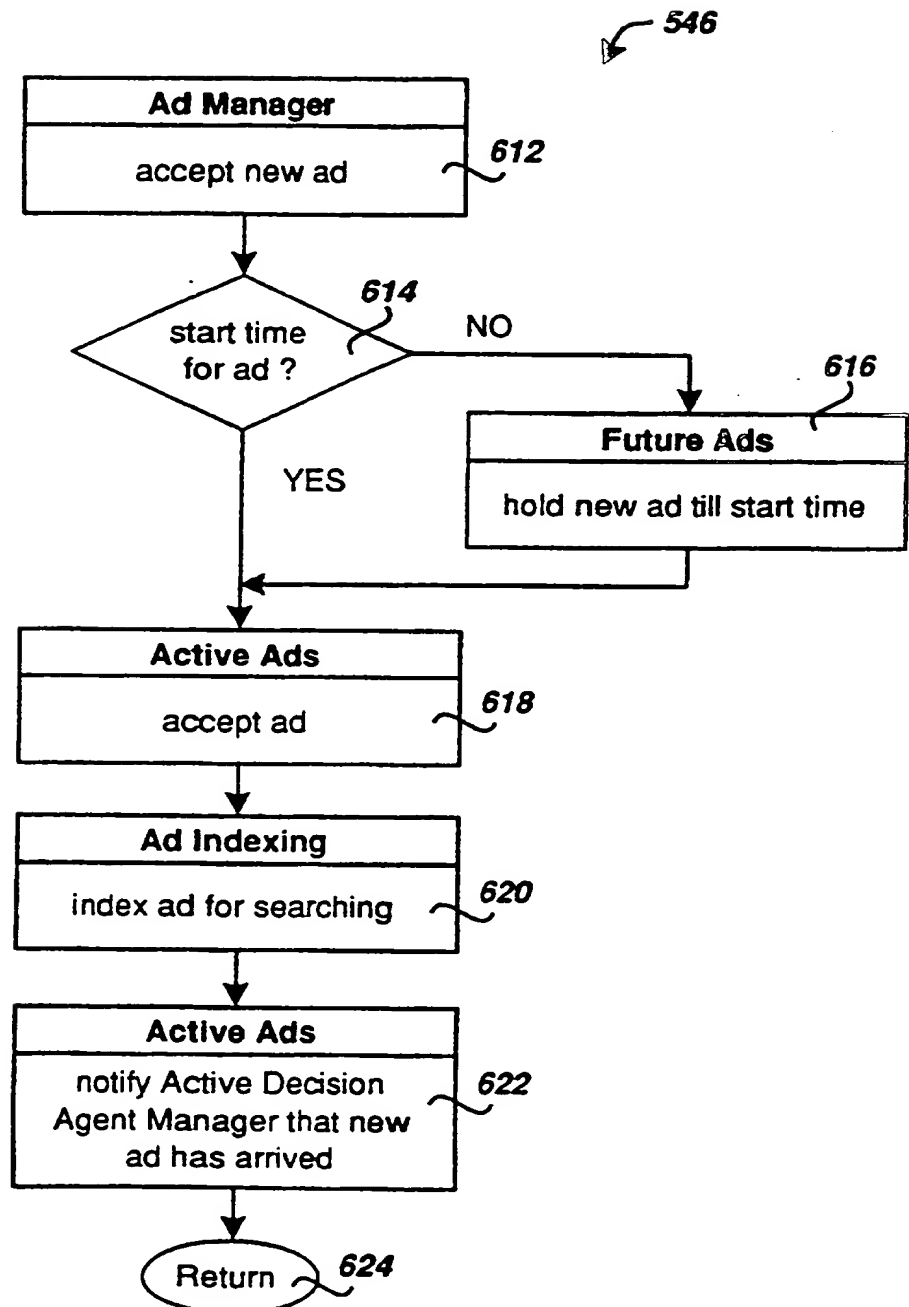 546
Ad Manager
accept new ad
612
start time
for ad ?
614
NO
YES
616
Future Ads
hold new ad till start time
Active Ads
accept ad
618
Ad Indexing
index ad for searching
620
Active Ads
notify Active Decision
Agent Manager that new
ad has arrived
622
Return
624